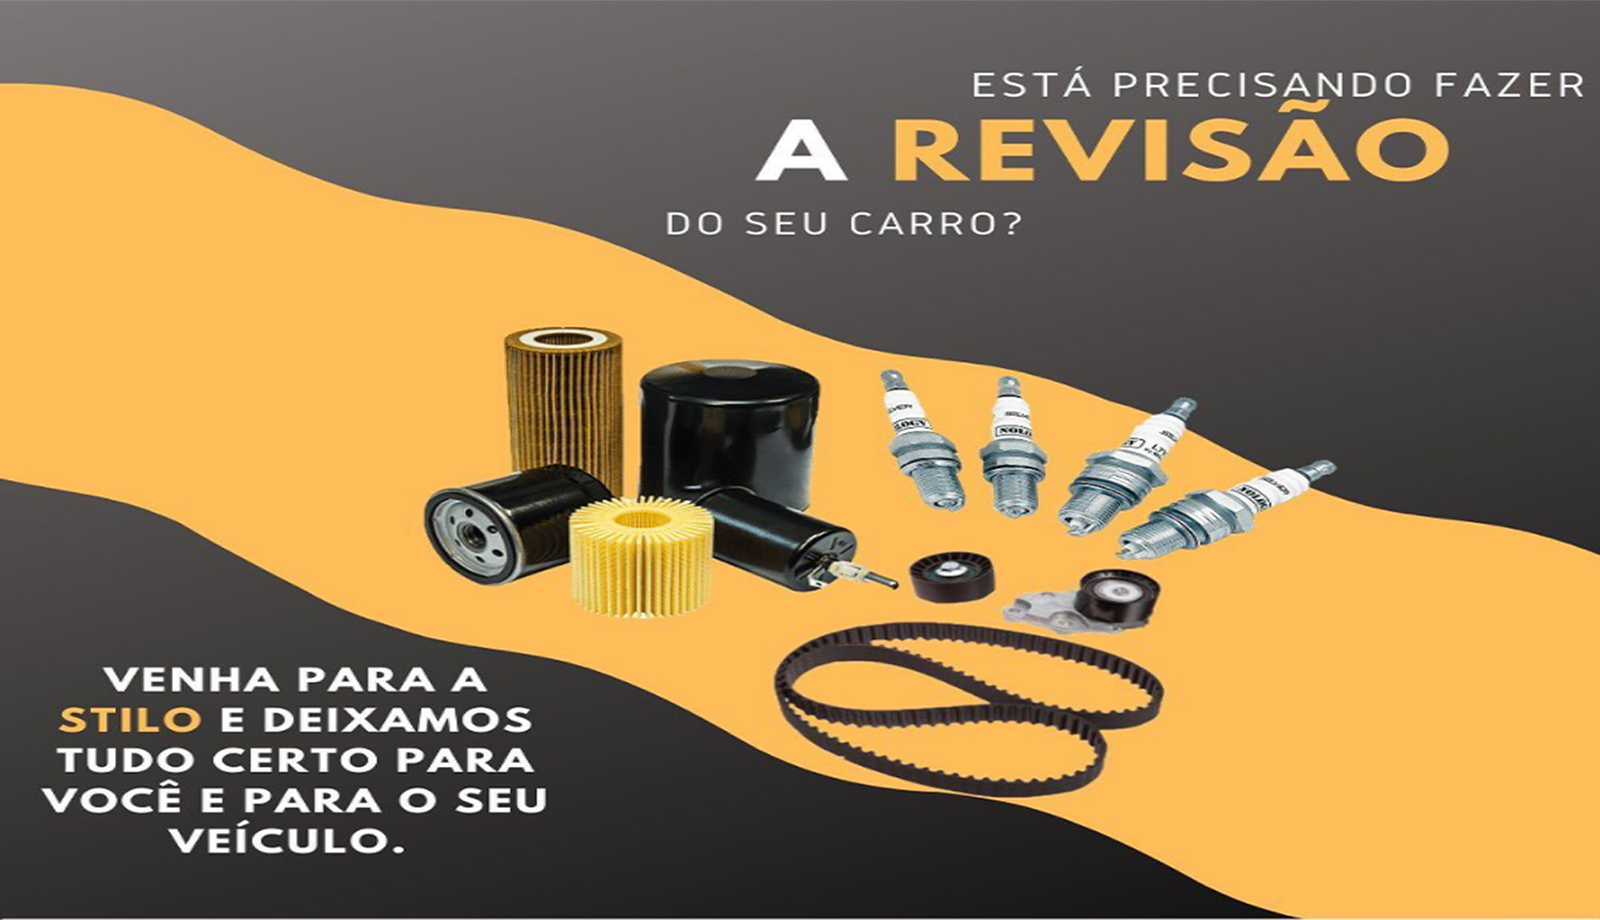 ESTÁ PRECISANDO FAZER
A REVISÃO
DO SEU CARRO?
VENHA PARA A
STILO E DEIXAMOS
TUDO CERTO PARA
VOCÊ E PARA O SEU
VEÍCULO.